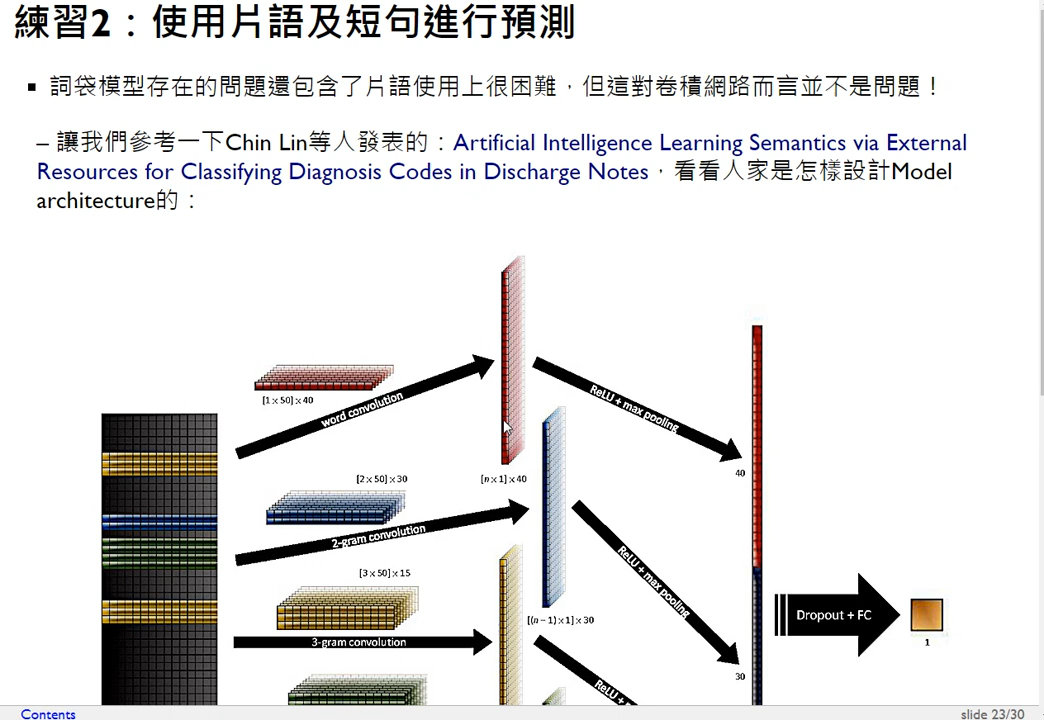 練習2：使用片語及短句進行預測
▪ 詞袋模型存在的問題還包含了片語使用上很困難，但這對卷積網路而言並不是問題！
– 讓我們參考一下Chin Lin等人發表的：Artificial Intelligence Learning Semantics via External
Resources for Classifying Diagnosis Codes in Discharge Notes，看看人家是怎樣設計Model
architecture的：
[1 x 50] x 40
word convolution
ReLU + max pooling
40
[2 x 50] x 30
[n x 1] x 40
2-gram convolution
ReLU + max pooling
[3 x 50] x 15
[(n – 1) x 1] x 30
Dropout + FC
1
3-gram convolution
30
ReLU +
Contents
slide 23/30